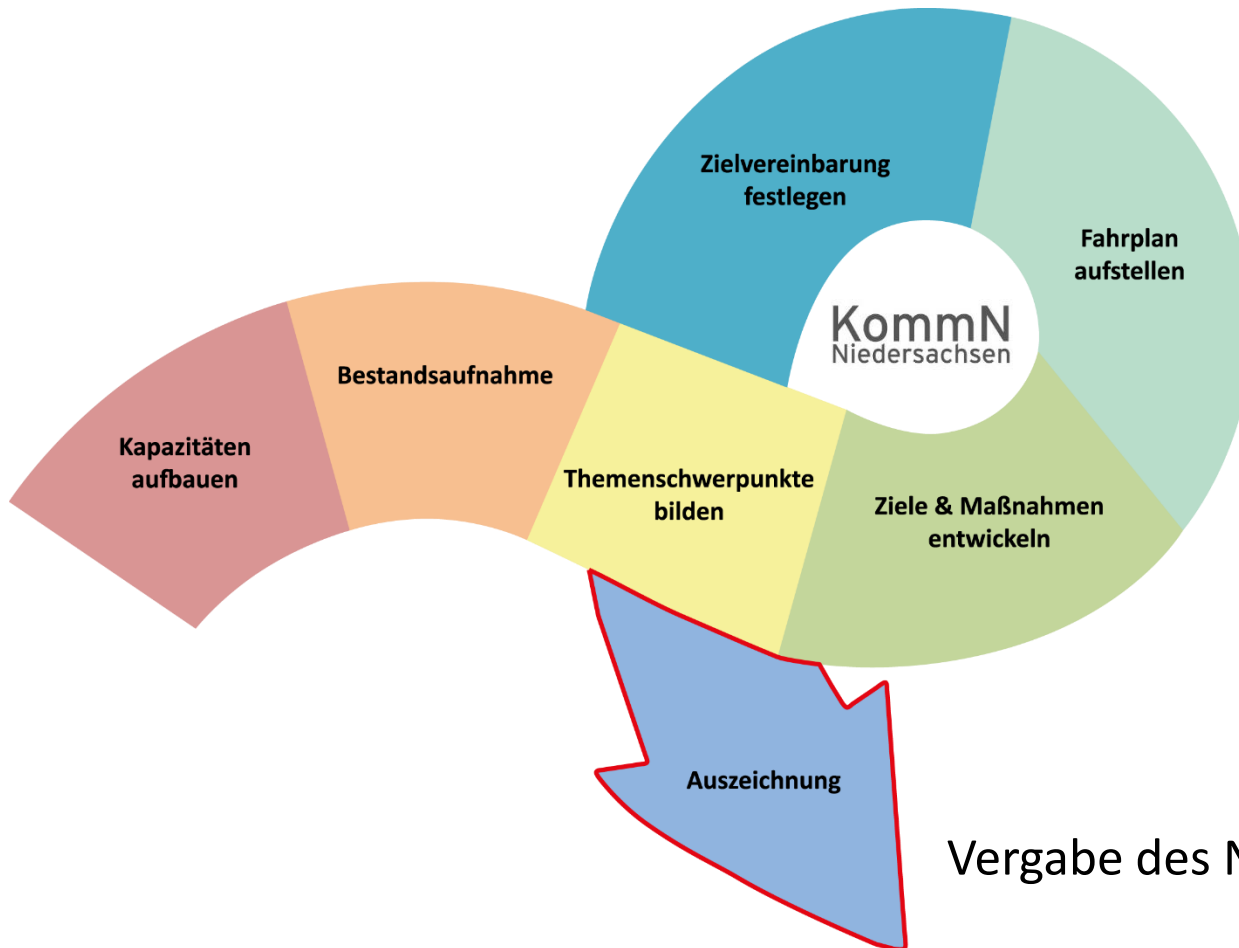 Kapazitäten
aufbauen
Bestandsaufnahme
Themenschwerpunkte
bilden
Zielvereinbarung
festlegen
Fahrplan
aufstellen
Ziele & Maßnahmen
entwickeln
KommN
Niedersachsen
Auszeichnung
Vergabe des